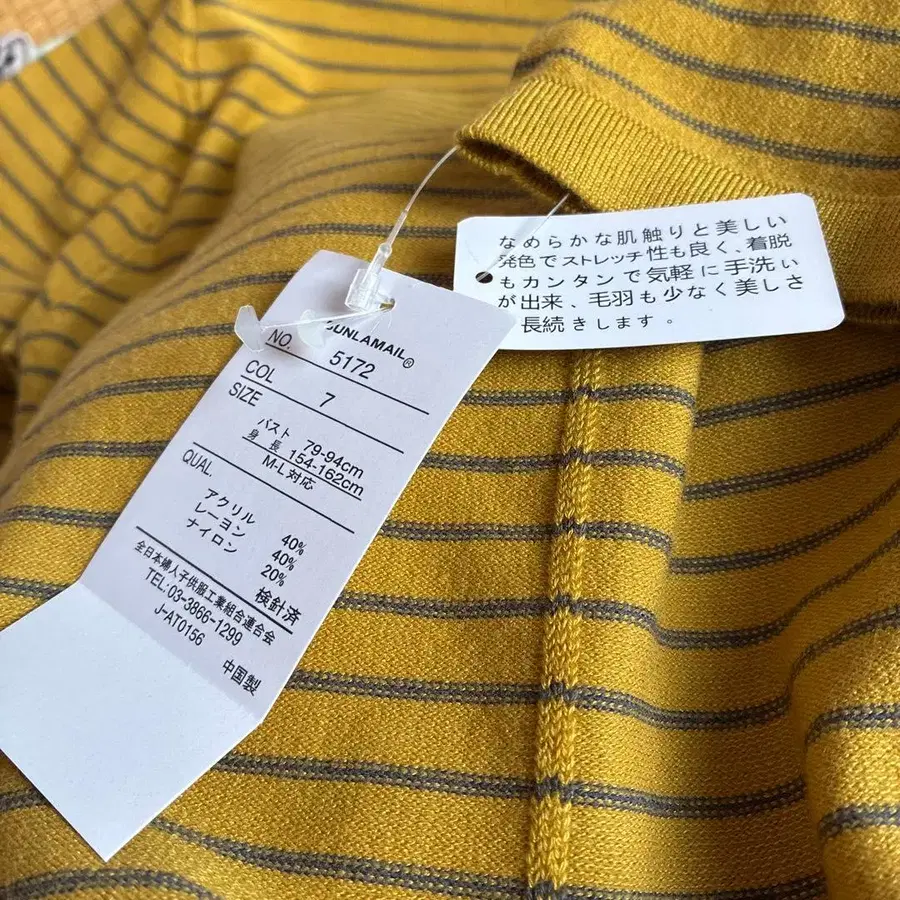 SUNLAMAIL®
NO. 5172
COL 7
SIZE
バスト 79-94cm
身長 154-162cm
M-L対応
QUAL.
アクリル 40%
レーヨン 40%
ナイロン 20%
検針済
全日本婦人子供服工業組合連合会
TEL:03-3866-1299
J-AT0156
中国製
なめらかな肌触りと美しい
発色でストレッチ性も良く、着脱
もカンタンで気軽に手洗い
が出来、毛羽も少なく美しさ
長続きします。